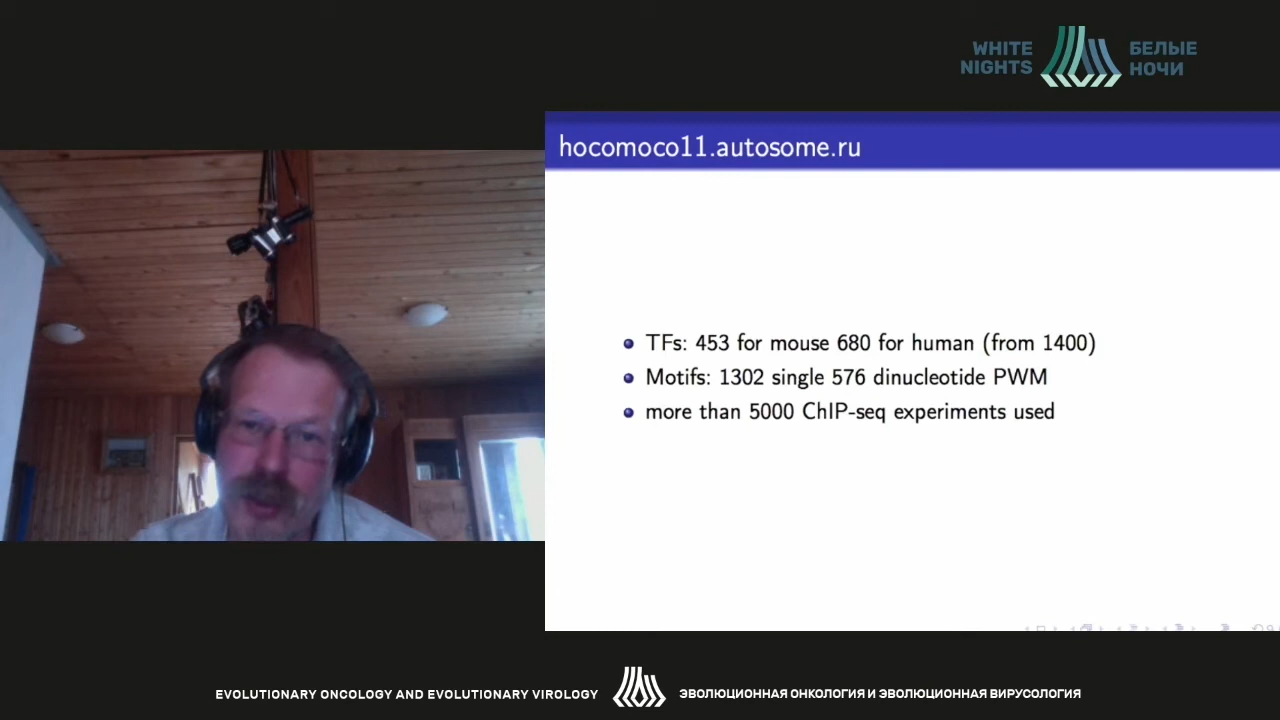 WHITE
NIGHTS
БЕЛЫЕ
НОЧИ
hocomoco11.autosome.ru
TFs: 453 for mouse 680 for human (from 1400)
Motifs: 1302 single 576 dinucleotide PWM
more than 5000 ChIP-seq experiments used
EVOLUTIONARY ONCOLOGY AND EVOLUTIONARY VIROLOGY
ЭВОЛЮЦИОННАЯ ОНКОЛОГИЯ И ЭВОЛЮЦИОННАЯ ВИРУСОЛОГИЯ